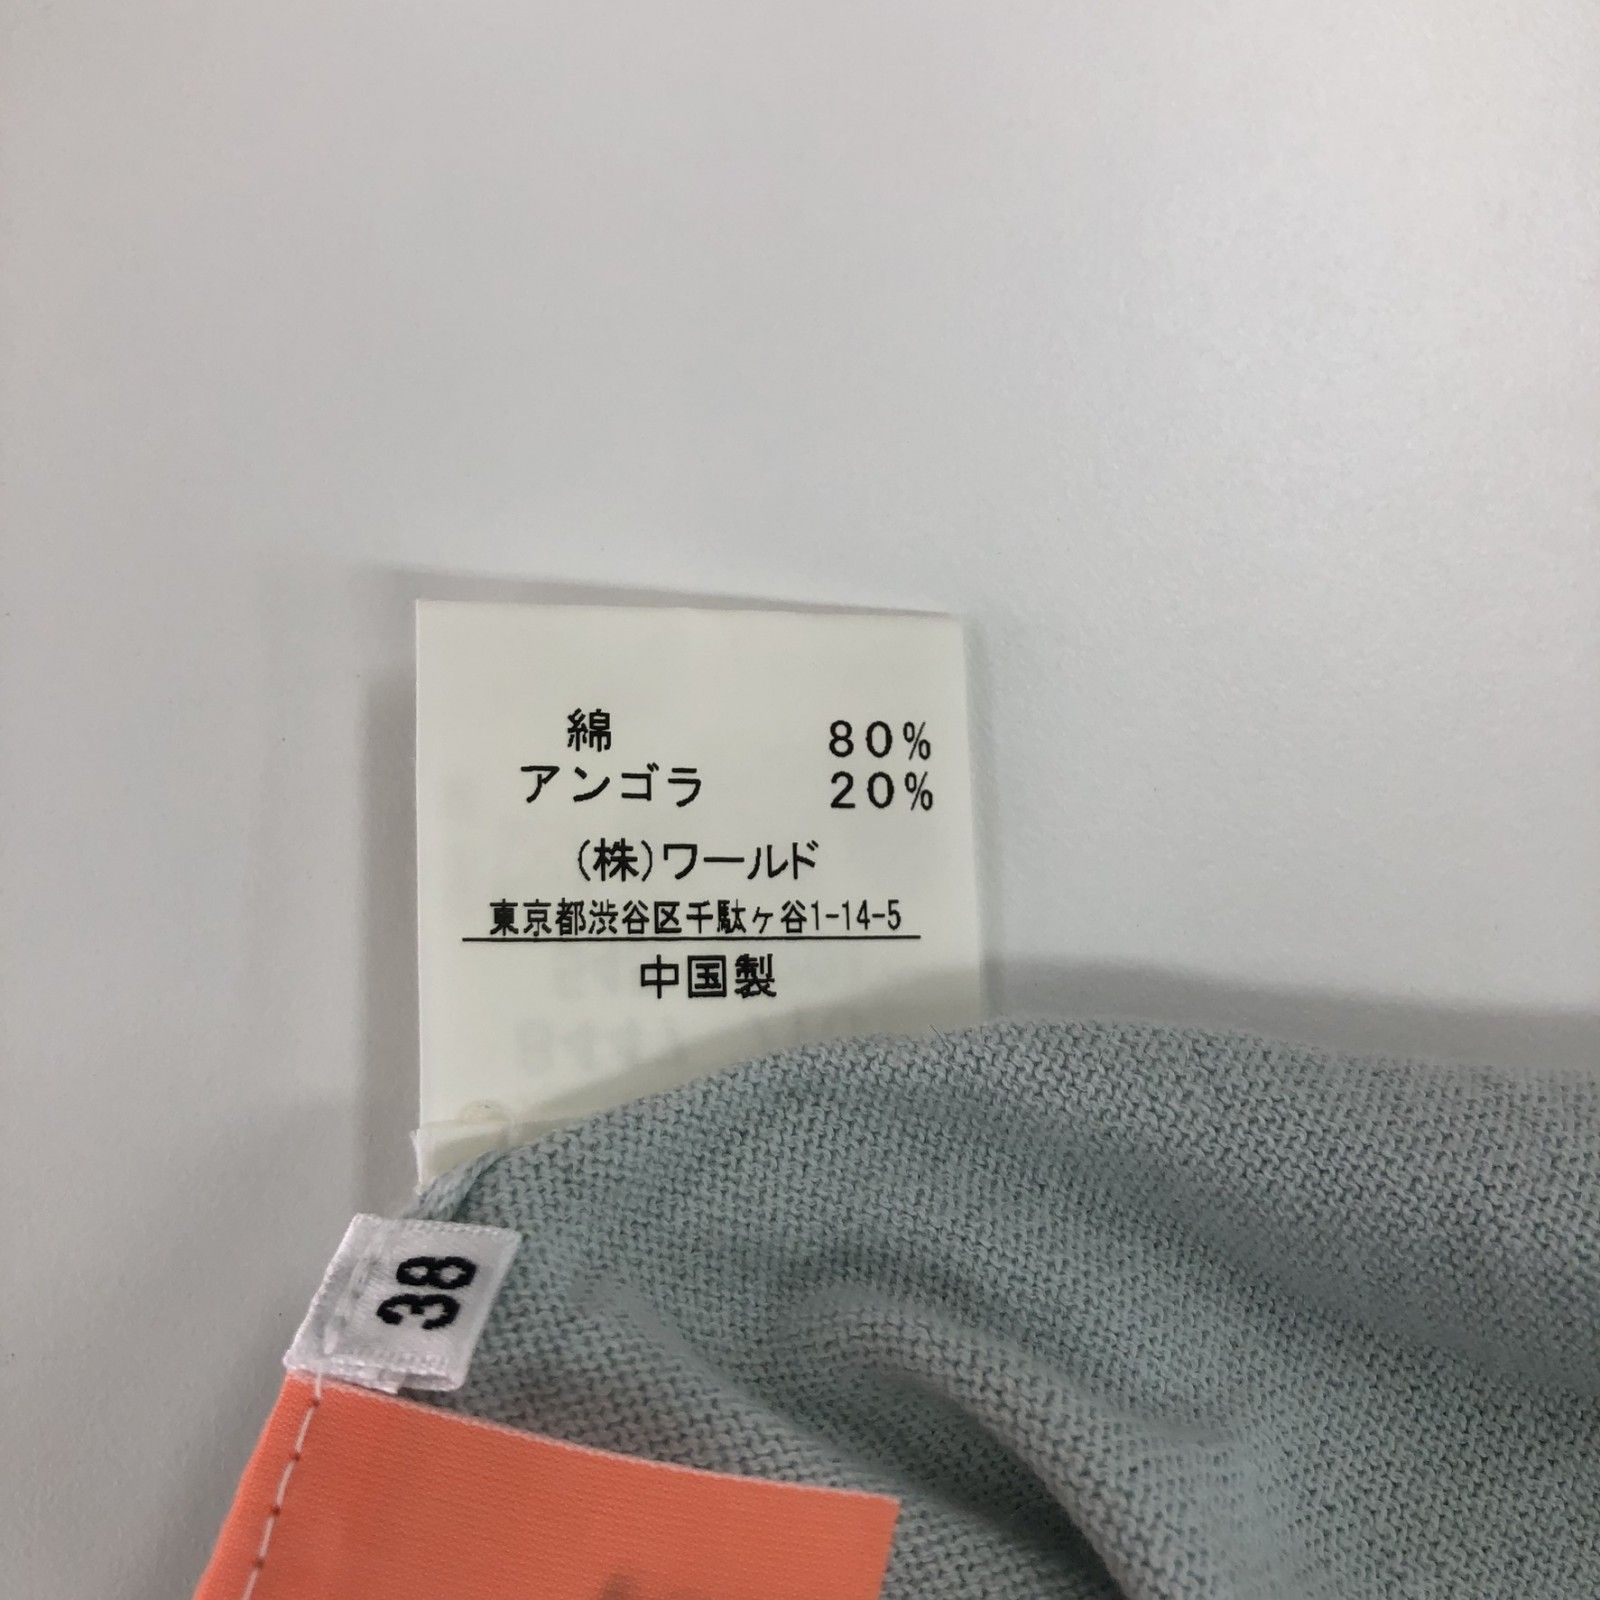 綿 80%
アンゴラ 20%
(株)ワールド
東京都渋谷区千駄ヶ谷1-14-5
中国製
38